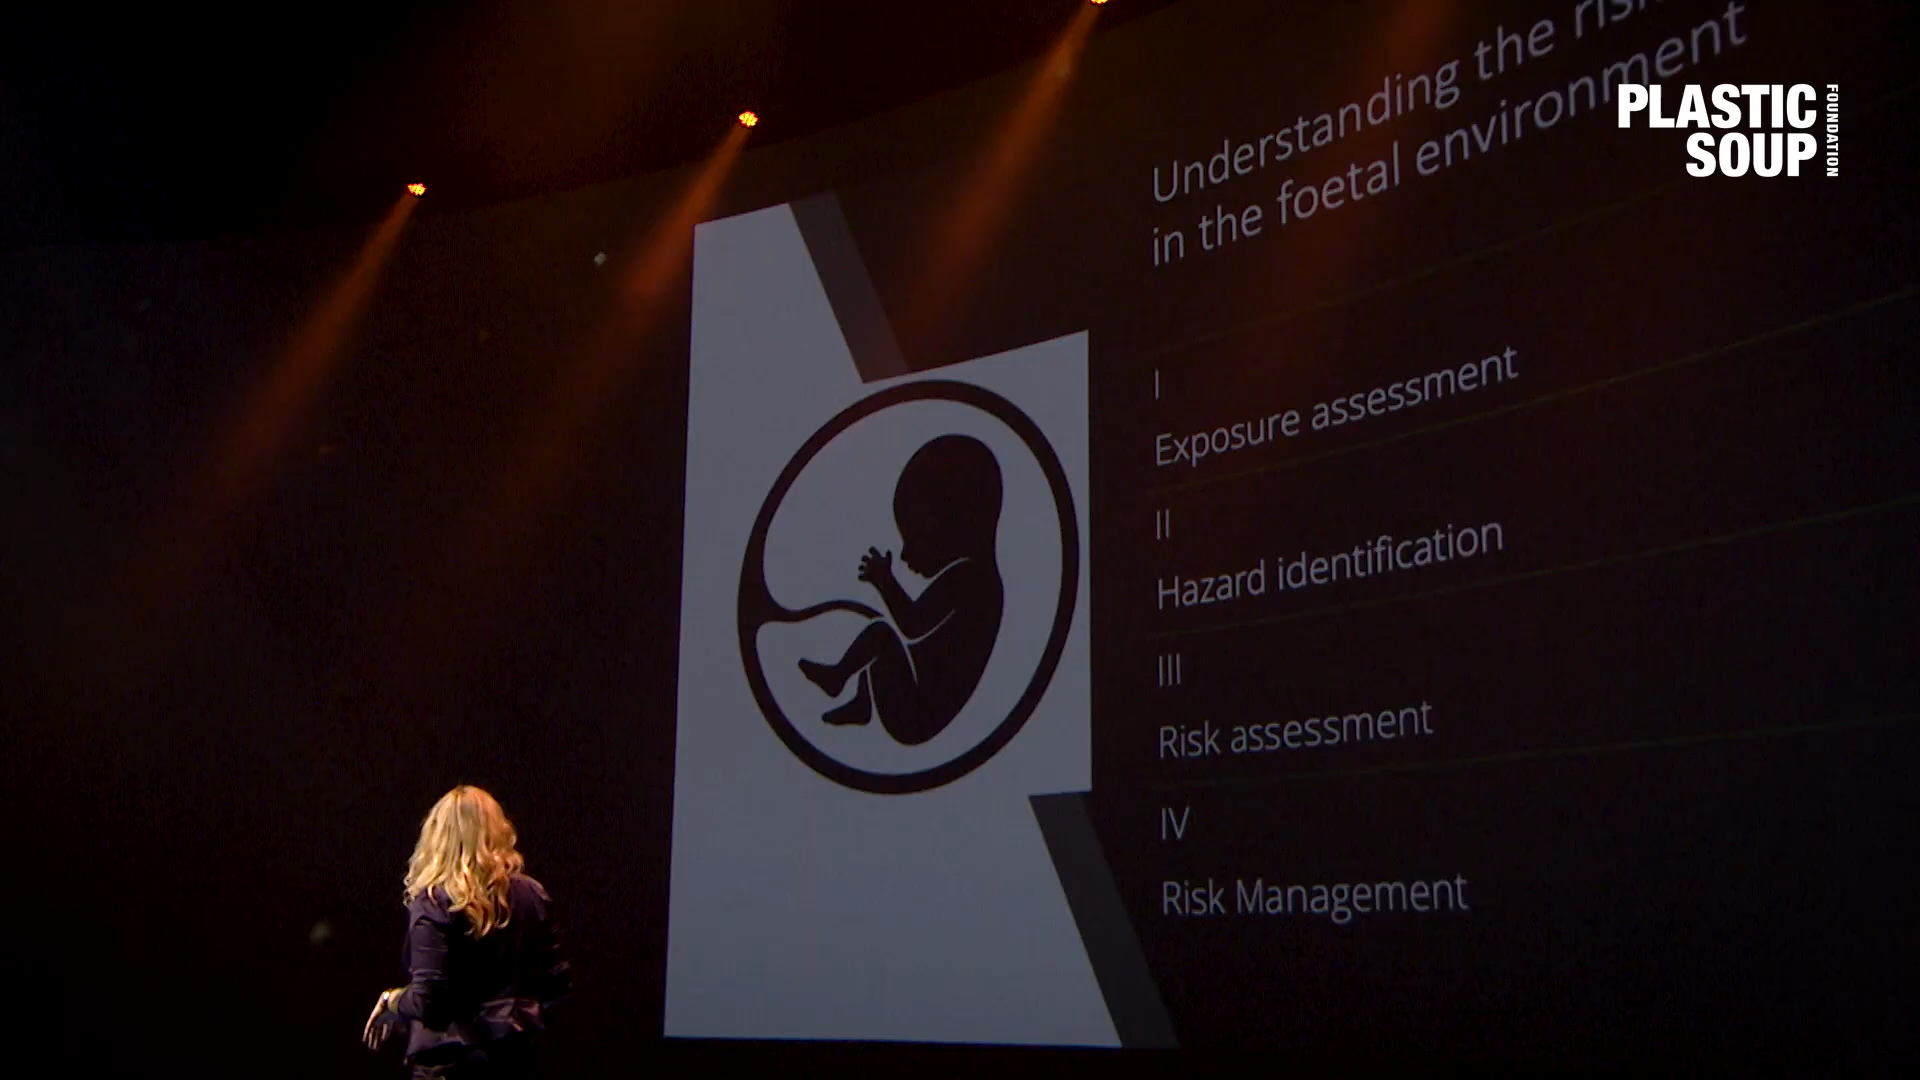 Understanding the
in the foetal environment
I
Exposure assessment
II
Hazard identification
III
Risk assessment
IV
Risk Management
PLASTIC
SOUP
FOUNDATION